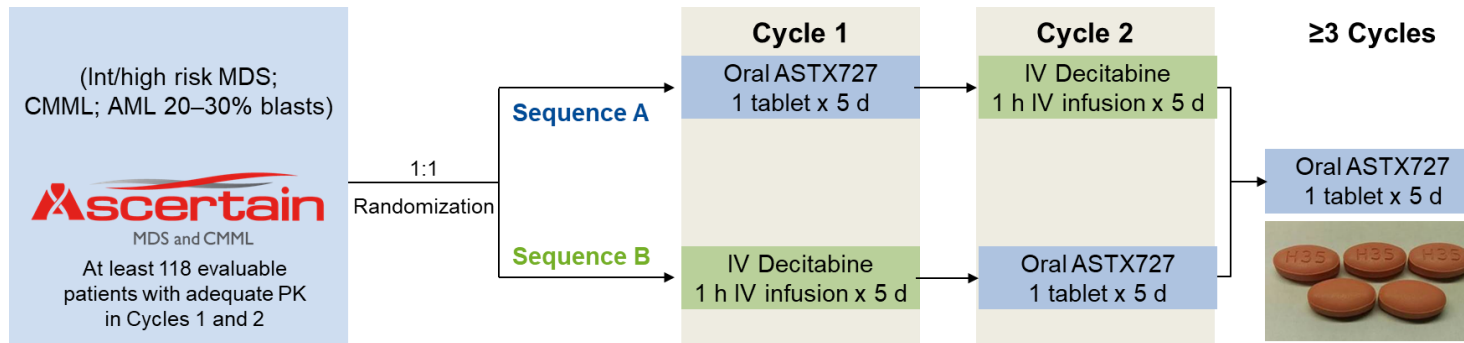 (Int/high risk MDS;
CMML; AML 20–30% blasts)
Ascertain
MDS and CMML
At least 118 evaluable
patients with adequate PK
in Cycles 1 and 2
1:1
Randomization
Sequence A
Sequence B
Cycle 1
Oral ASTX727
1 tablet x 5 d
IV Decitabine
1 h IV infusion x 5 d
Cycle 2
IV Decitabine
1 h IV infusion x 5 d
Oral ASTX727
1 tablet x 5 d
≥3 Cycles
Oral ASTX727
1 tablet x 5 d
H35
H35
H35